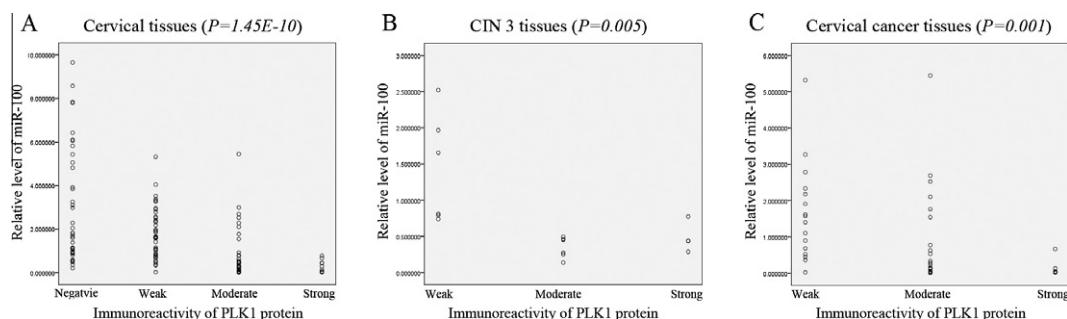 A
Cervical tissues (P=1.45E-10)
Relative level of miR-100
10.000000
8.000000
6.000000
4.000000
2.000000
0.000000
Negatvie Weak Moderate Strong
Immunoreactivity of PLK1 protein
B
CIN 3 tissues (P=0.005)
Relative level of miR-100
3.000000
2.500000
2.000000
1.500000
1.000000
0.500000
0.000000
Weak Moderate Strong
Immunoreactivity of PLK1 protein
C
Cervical cancer tissues (P=0.001)
Relative level of miR-100
6.000000
5.000000
4.000000
3.000000
2.000000
1.000000
0.000000
Weak Moderate Strong
Immunoreactivity of PLK1 protein